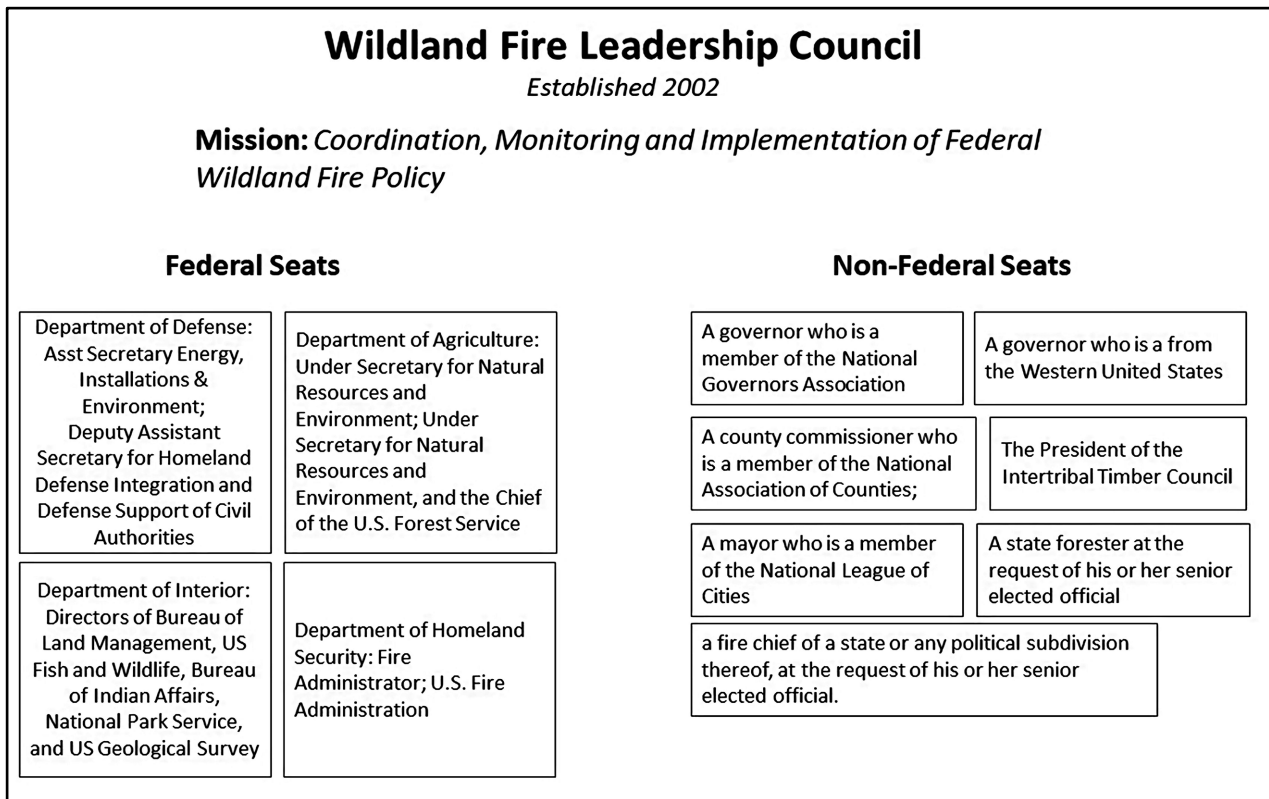 Wildland Fire Leadership Council
Established 2002
Mission: Coordination, Monitoring and Implementation of Federal
Wildland Fire Policy
Federal Seats
Department of Defense:
Asst Secretary Energy,
Installations &
Environment;
Deputy Assistant
Secretary for Homeland
Defense Integration and
Defense Support of Civil
Authorities
Department of Agriculture:
Under Secretary for Natural
Resources and
Environment; Under
Secretary for Natural
Resources and
Environment, and the Chief
of the U.S. Forest Service
Department of Interior:
Directors of Bureau of
Land Management, US
Fish and Wildlife, Bureau
of Indian Affairs,
National Park Service,
and US Geological Survey
Department of Homeland
Security: Fire
Administrator; U.S. Fire
Administration
Non-Federal Seats
A governor who is a
member of the National
Governors Association
A governor who is a from
the Western United States
A county commissioner who
is a member of the National
Association of Counties;
The President of the
Intertribal Timber Council
A mayor who is a member
of the National League of
Cities
A state forester at the
request of his or her senior
elected official
a fire chief of a state or any political subdivision
thereof, at the request of his or her senior
elected official.